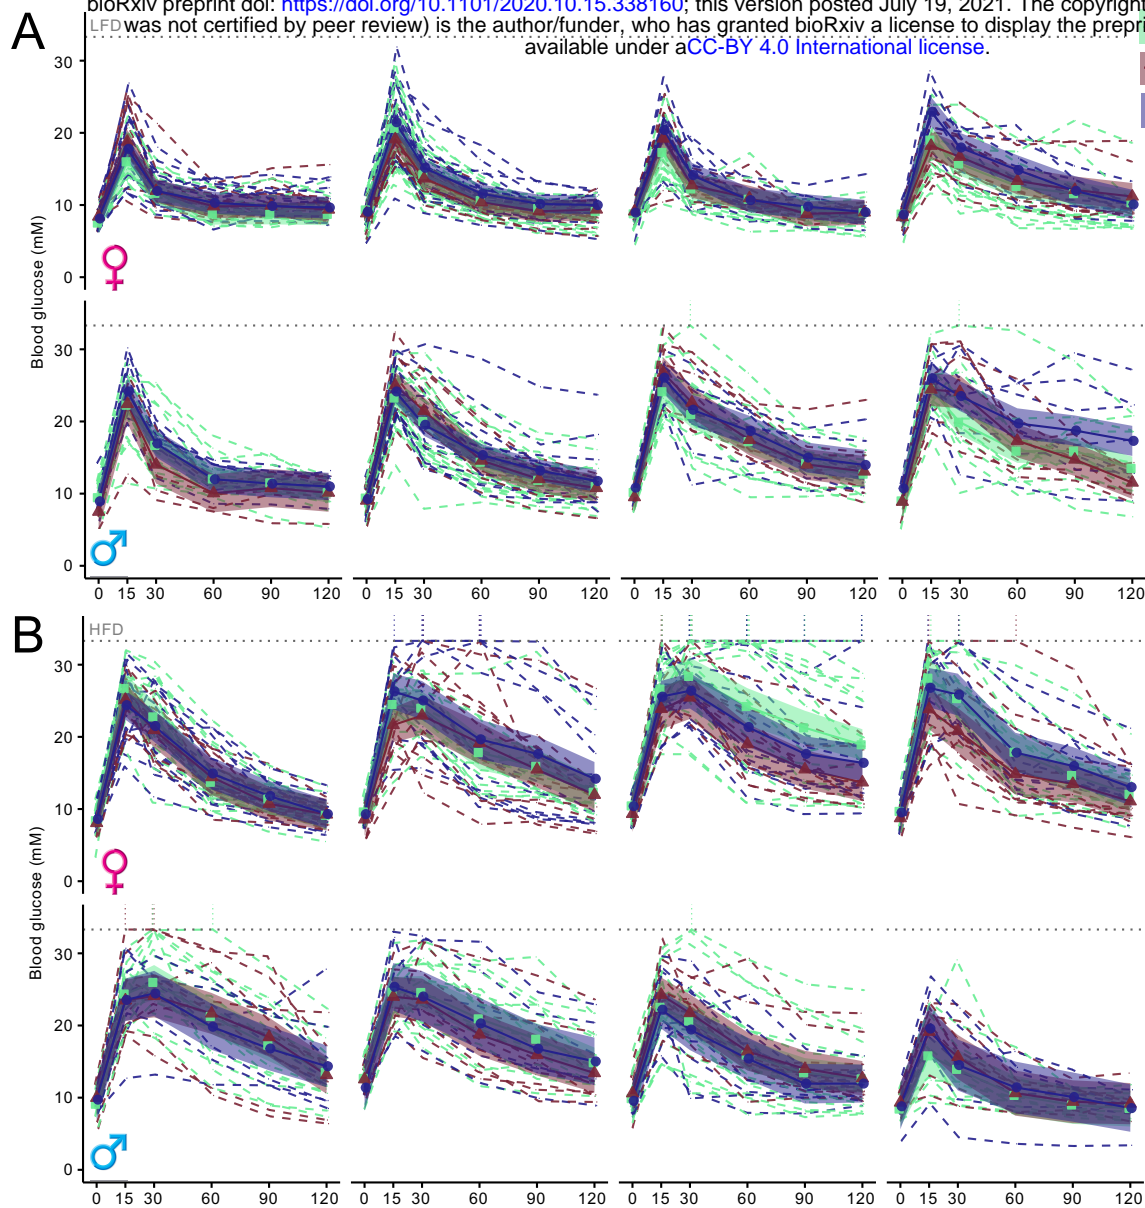 bioRxiv preprint doi: https://doi.org/10.1101/2020.10.15.338160; this version posted July 19, 2021. The copyright
A
LFD was not certified by peer review) is the author/funder, who has granted bioRxiv a license to display the
available under aCC-BY 4.0 International license.
30
20
10
0
♀
Blood glucose (mM)
30
20
10
0
♂
0 15 30 60 90 120 0 15 30 60 90 120 0 15 30 60 90 120 0 15 30 60 90 120
B
HFD
30
20
10
0
♀
Blood glucose (mM)
30
20
10
0
♂
0 15 30 60 90 120 0 15 30 60 90 120 0 15 30 60 90 120 0 15 30 60 90 120